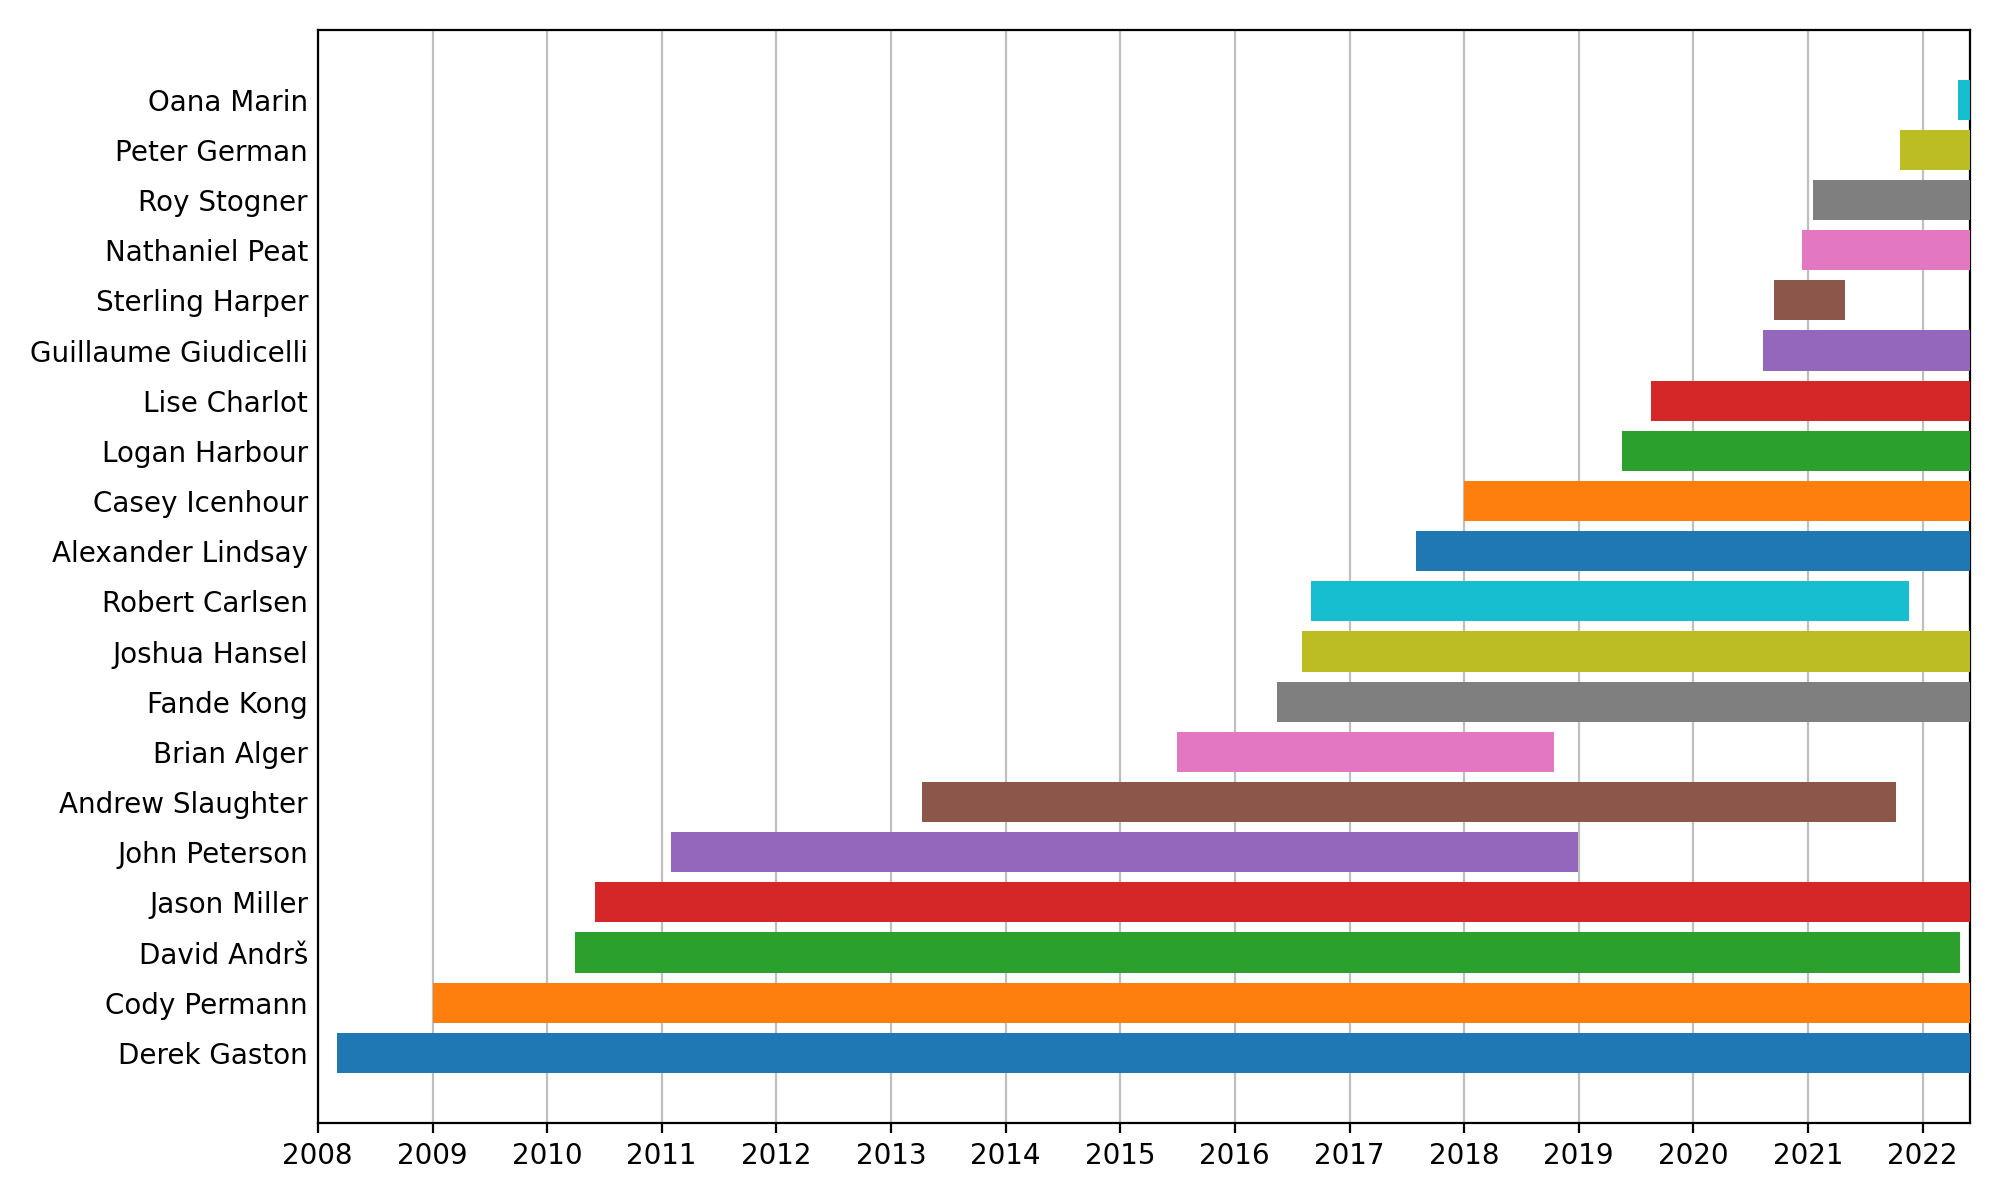 Oana Marin
Peter German
Roy Stogner
Nathaniel Peat
Sterling Harper
Guillaume Giudicelli
Lise Charlot
Logan Harbour
Casey Icenhour
Alexander Lindsay
Robert Carlsen
Joshua Hansel
Fande Kong
Brian Alger
Andrew Slaughter
John Peterson
Jason Miller
David Andrš
Cody Permann
Derek Gaston
2008 2009 2010 2011 2012 2013 2014 2015 2016 2017 2018 2019 2020 2021 2022